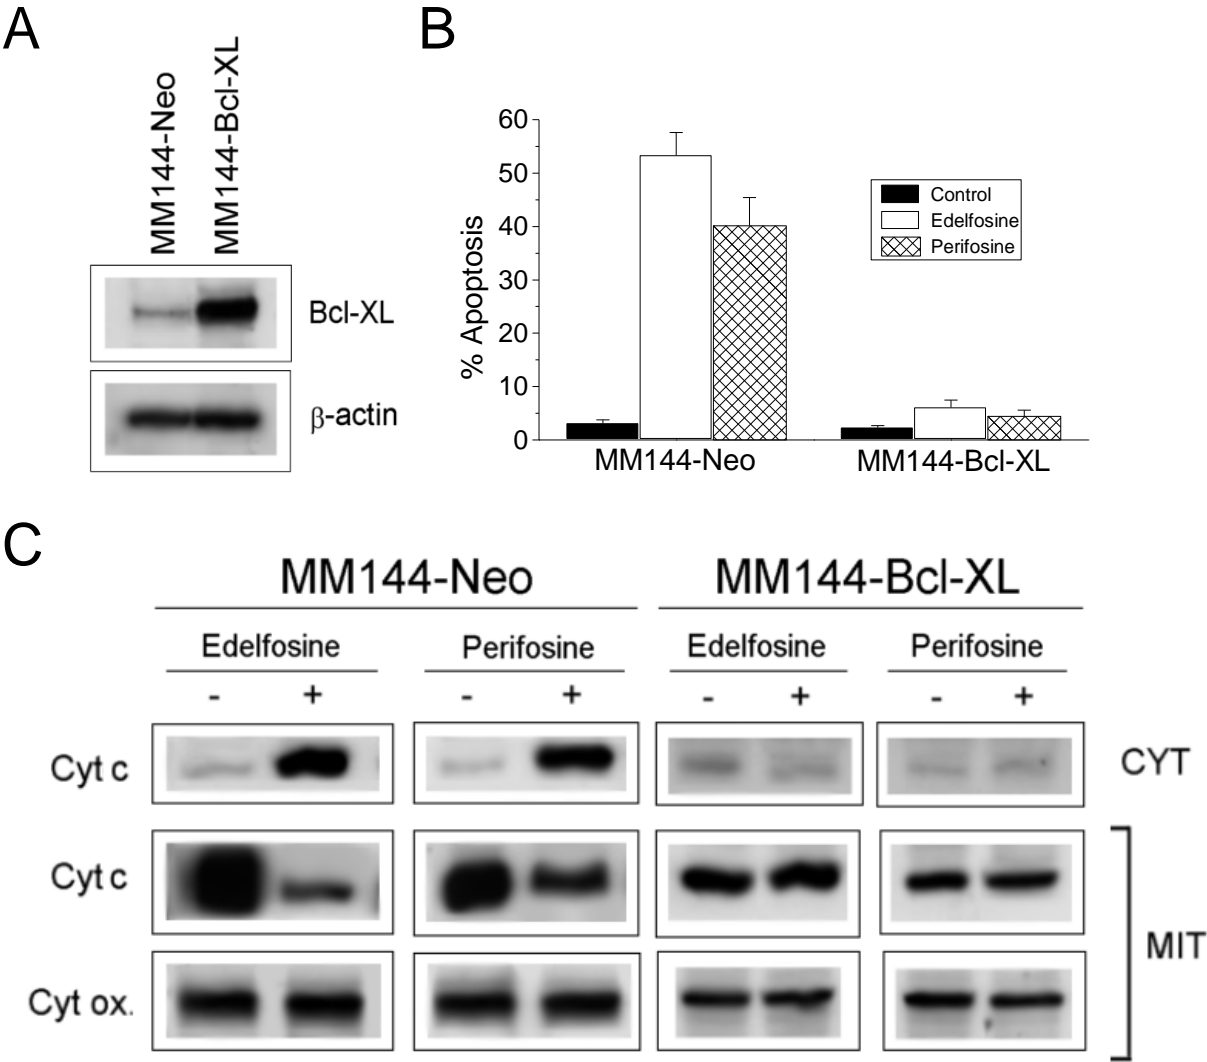 A
MM144-Neo
MM144-Bcl-XL
Bcl-XL
β-actin
B
% Apoptosis
60
50
40
30
20
10
0
Control
Edelfosine
Perifosine
MM144-Neo
MM144-Bcl-XL
C
MM144-Neo
MM144-Bcl-XL
Edelfosine
Perifosine
Edelfosine
Perifosine
- + - + - + - +
Cyt c
CYT
Cyt c
MIT
Cyt ox.